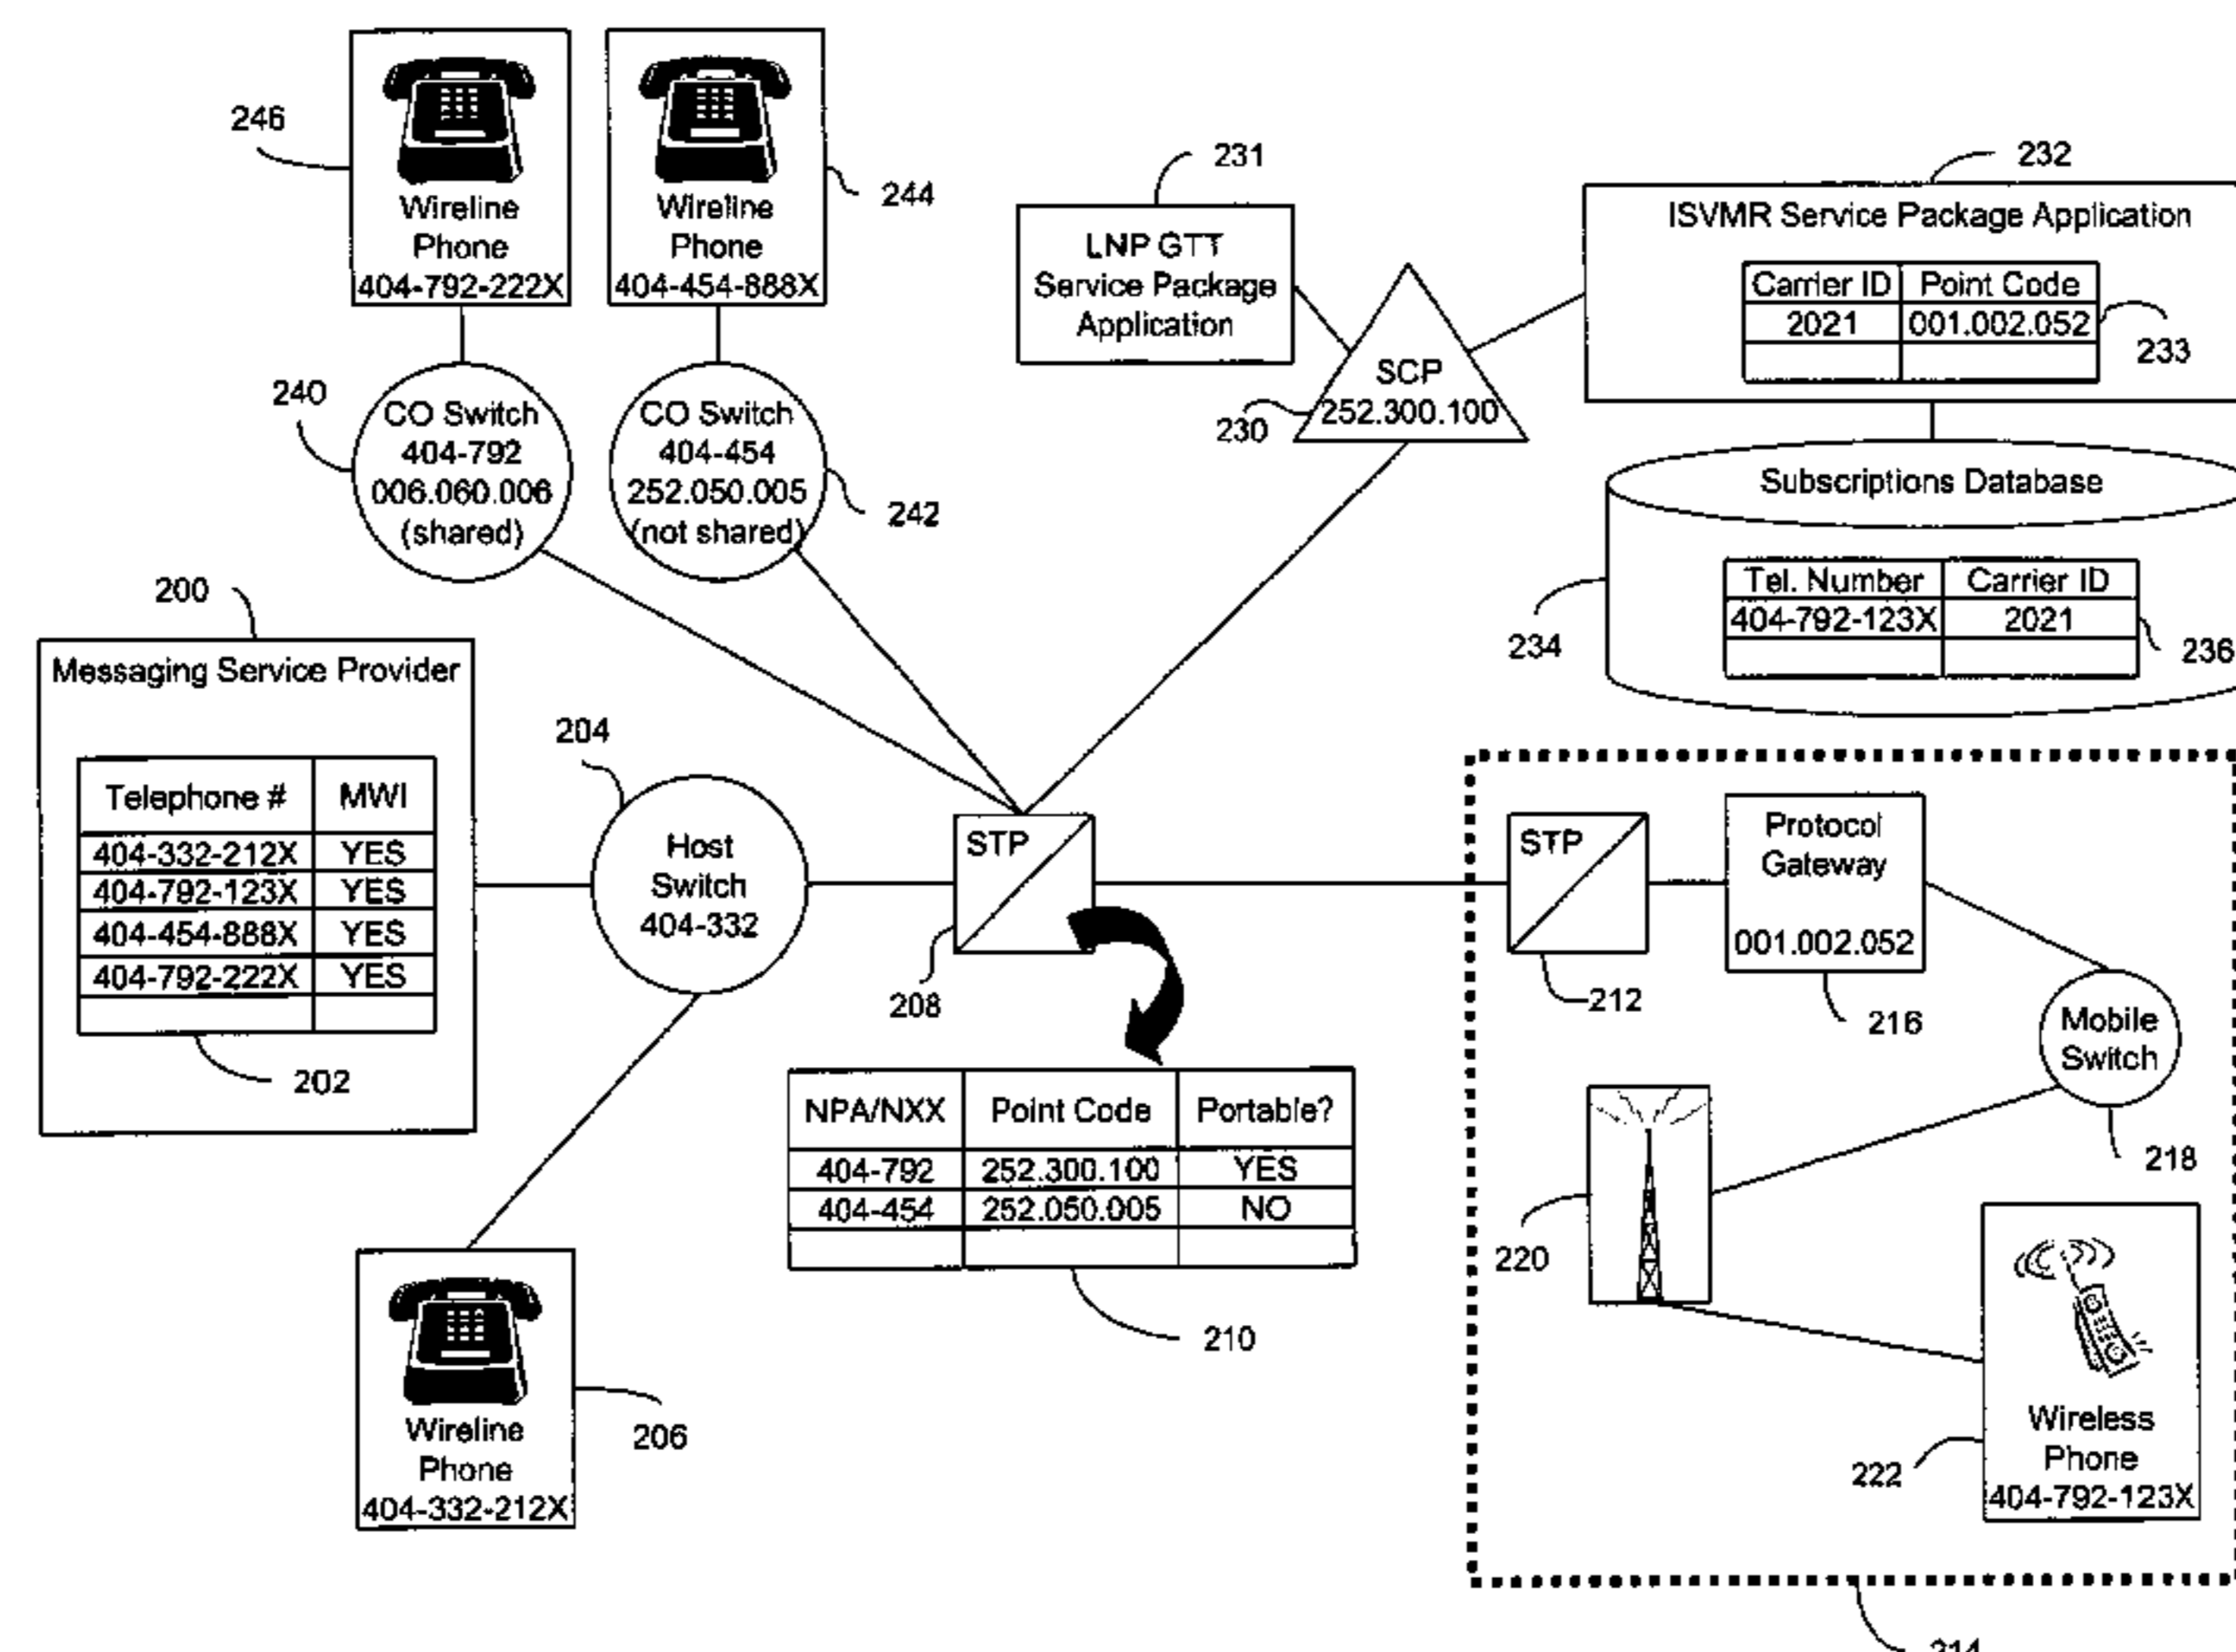 246
Wireline
Phone
404-792-222X
Wireline
Phone
404-454-888X
244
231
LNP GTT
Service Package
Application
232
ISVMR Service Package Application
Carrier ID Point Code
2021 001.002.052
233
240
CO Switch
404-792
006.060.006
(shared)
CO Switch
404-454
252.050.005
(not shared)
242
SCP
252.300.100
230
Subscriptions Database
Tel. Number Carrier ID
404-792-123X 2021
234
236
200
Messaging Service Provider
Telephone # MWI
404-332-212X YES
404-792-123X YES
404-454-888X YES
404-792-222X YES
202
204
Host
Switch
404-332
STP
208
STP
212
Protocol
Gateway
001.002.052
216
Mobile
Switch
218
NPA/NXX Point Code Portable?
404-792 252.300.100 YES
404-454 252.050.005 NO
210
220
Wireline
Phone
404-332-212X
206
Wireless
Phone
404-792-123X
222
214